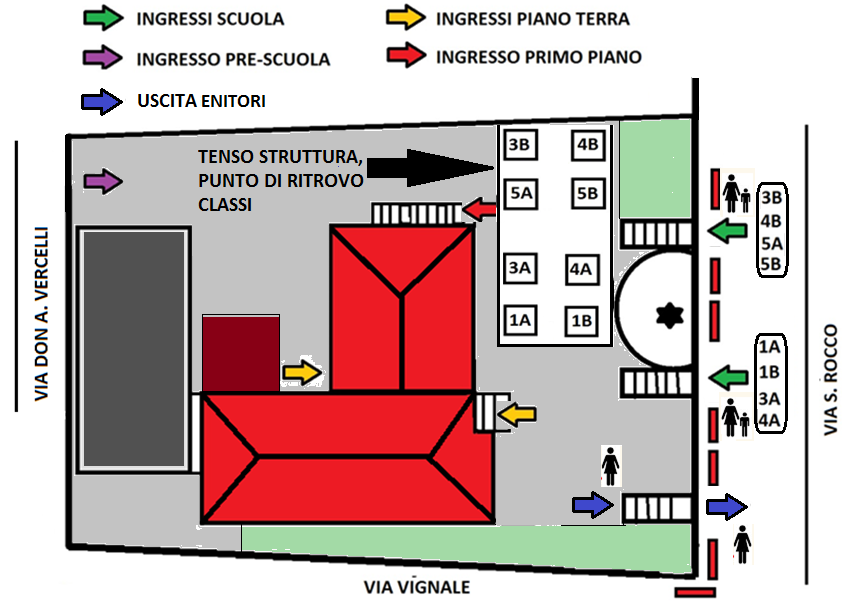 INGRESSI SCUOLA
INGRESSI PIANO TERRA
INGRESSO PRE-SCUOLA
INGRESSO PRIMO PIANO
USCITA ENITORI
TENSO STRUTTURA,
PUNTO DI RITROVO
CLASSI
3B
4B
5A
5B
3A
4A
1A
1B
3B
4B
5A
5B
1A
1B
3A
4A
VIA DON A. VERCELLI
VIA S. ROCCO
VIA VIGNALE